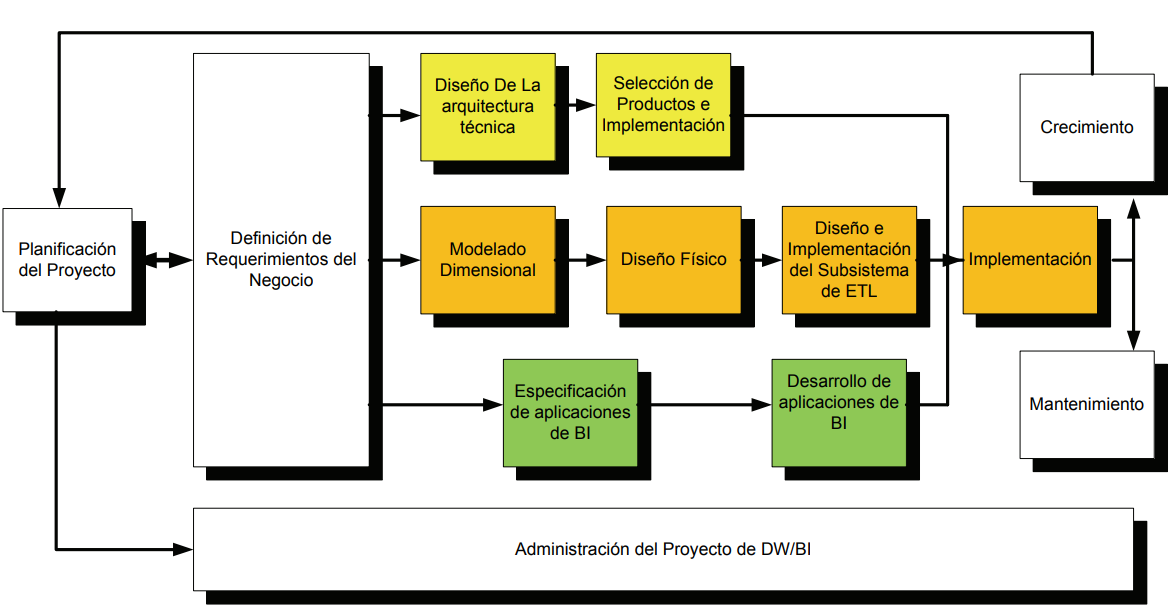 Planificación
del Proyecto
Definición de
Requerimientos del
Negocio
Diseño De La
arquitectura
técnica
Selección de
Productos e
Implementación
Modelado
Dimensional
Diseño Físico
Diseño e
Implementación
del Subsistema
de ETL
Especificación
de aplicaciones
de BI
Desarrollo de
aplicaciones de
BI
Implementación
Crecimiento
Mantenimiento
Administración del Proyecto de DW/BI